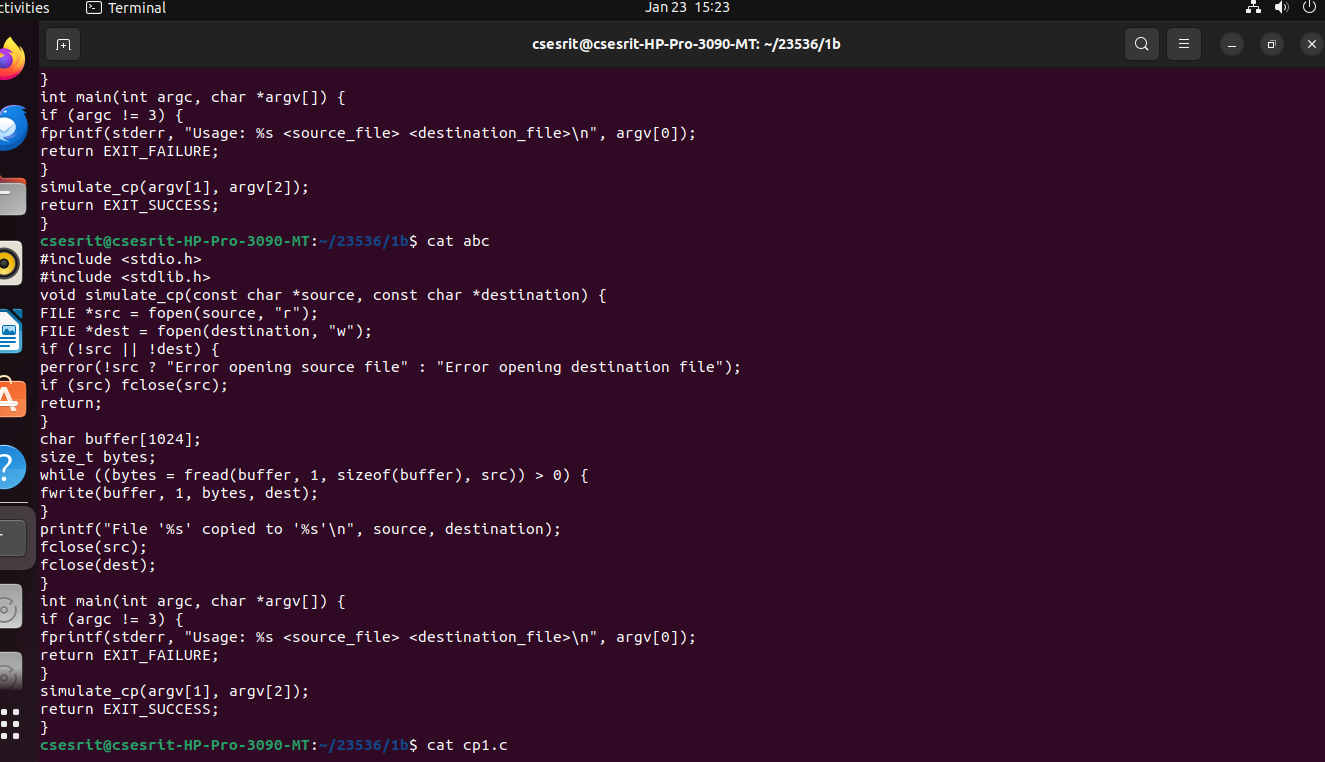 ctivities
Terminal
Jan 23 15:23
csesrit@csesrit-HP-Pro-3090-MT: ~/23536/1b
}
int main(int argc, char *argv[]) {
if (argc != 3) {
fprintf(stderr, "Usage: %s <source_file> <destination_file>\n", argv[0]);
return EXIT_FAILURE;
}
simulate_cp(argv[1], argv[2]);
return EXIT_SUCCESS;
}
csesrit@csesrit-HP-Pro-3090-MT:~/23536/1b$ cat abc
#include <stdio.h>
#include <stdlib.h>
void simulate_cp(const char *source, const char *destination) {
FILE *src = fopen(source, "r");
FILE *dest = fopen(destination, "w");
if (!src || !dest) {
perror(!src ? "Error opening source file" : "Error opening destination file");
if (src) fclose(src);
return;
}
char buffer[1024];
size_t bytes;
while ((bytes = fread(buffer, 1, sizeof(buffer), src)) > 0) {
fwrite(buffer, 1, bytes, dest);
}
printf("File '%s' copied to '%s'\n", source, destination);
fclose(src);
fclose(dest);
}
int main(int argc, char *argv[]) {
if (argc != 3) {
fprintf(stderr, "Usage: %s <source_file> <destination_file>\n", argv[0]);
return EXIT_FAILURE;
}
simulate_cp(argv[1], argv[2]);
return EXIT_SUCCESS;
}
csesrit@csesrit-HP-Pro-3090-MT:~/23536/1b$ cat cp1.c